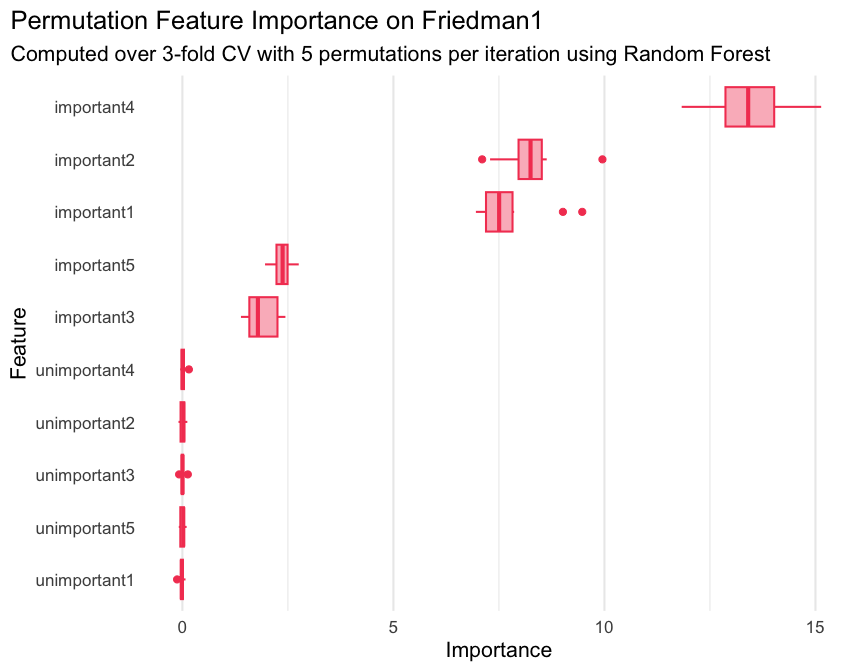 Permutation Feature Importance on Friedman1
Computed over 3-fold CV with 5 permutations per iteration using Random Forest
Feature
important4
important2
important1
important5
important3
unimportant4
unimportant2
unimportant3
unimportant5
unimportant1
0 5 10 15
Importance